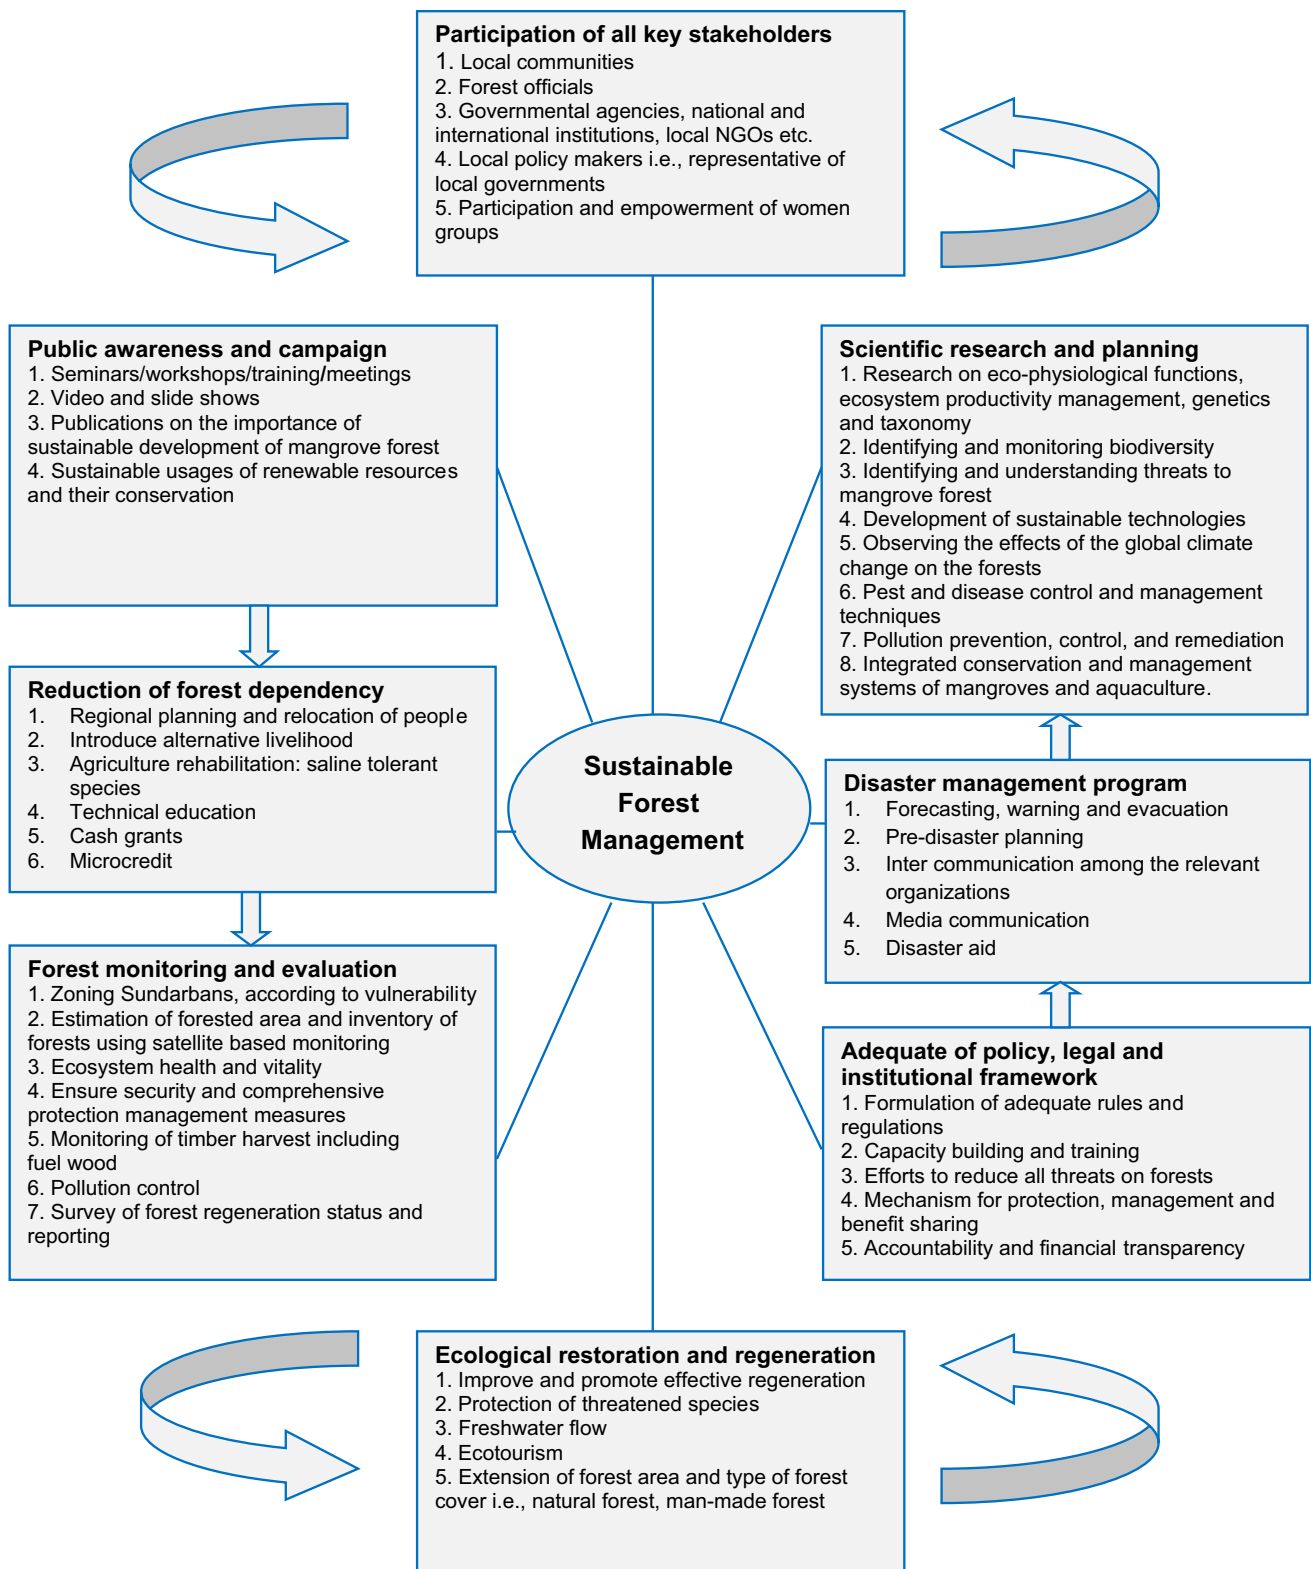 Participation of all key stakeholders
1. Local communities
2. Forest officials
3. Governmental agencies, national and
international institutions, local NGOs etc.
4. Local policy makers i.e., representative of
local governments
5. Participation and empowerment of women
groups
Public awareness and campaign
1. Seminars/workshops/training/meetings
2. Video and slide shows
3. Publications on the importance of
sustainable development of mangrove forest
4. Sustainable usages of renewable resources
and their conservation
Scientific research and planning
1. Research on eco-physiological functions,
ecosystem productivity management, genetics
and taxonomy
2. Identifying and monitoring biodiversity
3. Identifying and understanding threats to
mangrove forest
4. Development of sustainable technologies
5. Observing the effects of the global climate
change on the forests
6. Pest and disease control and management
techniques
7. Pollution prevention, control, and remediation
8. Integrated conservation and management
systems of mangroves and aquaculture.
Reduction of forest dependency
1. Regional planning and relocation of people
2. Introduce alternative livelihood
3. Agriculture rehabilitation: saline tolerant
species
4. Technical education
5. Cash grants
6. Microcredit
Sustainable
Forest
Management
Disaster management program
1. Forecasting, warning and evacuation
2. Pre-disaster planning
3. Inter communication among the relevant
organizations
4. Media communication
5. Disaster aid
Forest monitoring and evaluation
1. Zoning Sundarbans, according to vulnerability
2. Estimation of forested area and inventory of
forests using satellite based monitoring
3. Ecosystem health and vitality
4. Ensure security and comprehensive
protection management measures
5. Monitoring of timber harvest including
fuel wood
6. Pollution control
7. Survey of forest regeneration status and
reporting
Adequate of policy, legal and
institutional framework
1. Formulation of adequate rules and
regulations
2. Capacity building and training
3. Efforts to reduce all threats on forests
4. Mechanism for protection, management and
benefit sharing
5. Accountability and financial transparency
Ecological restoration and regeneration
1. Improve and promote effective regeneration
2. Protection of threatened species
3. Freshwater flow
4. Ecotourism
5. Extension of forest area and type of forest
cover i.e., natural forest, man-made forest